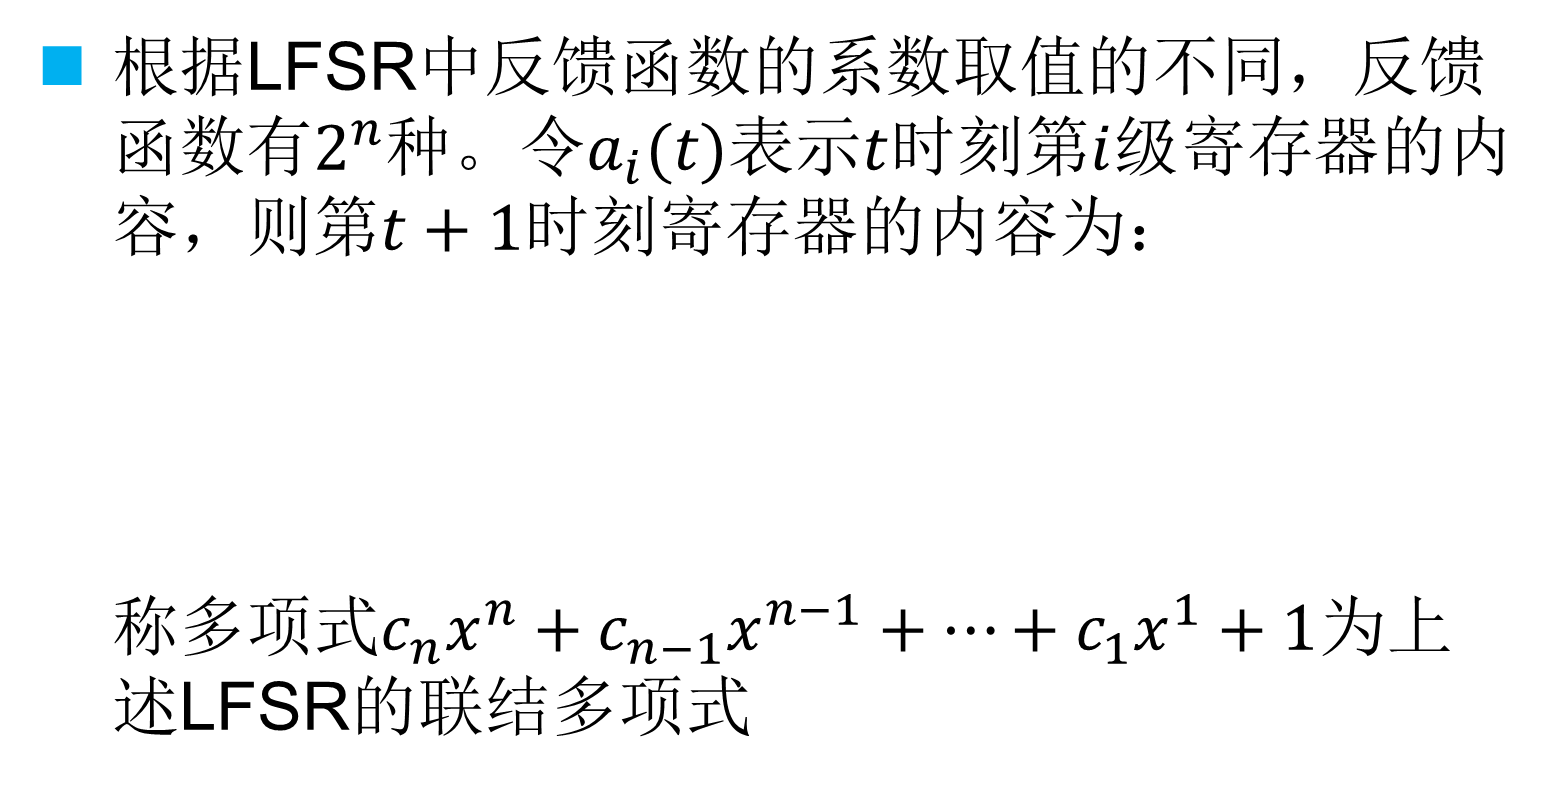 根据LFSR中反馈函数的系数取值的不同，反馈
函数有2ⁿ种。令aᵢ(t)表示t时刻第i级寄存器的内
容，则第t + 1时刻寄存器的内容为：
称多项式cₙxⁿ + cₙ₋₁xⁿ⁻¹ + ⋯ + c₁x¹ + 1为上
述LFSR的联结多项式